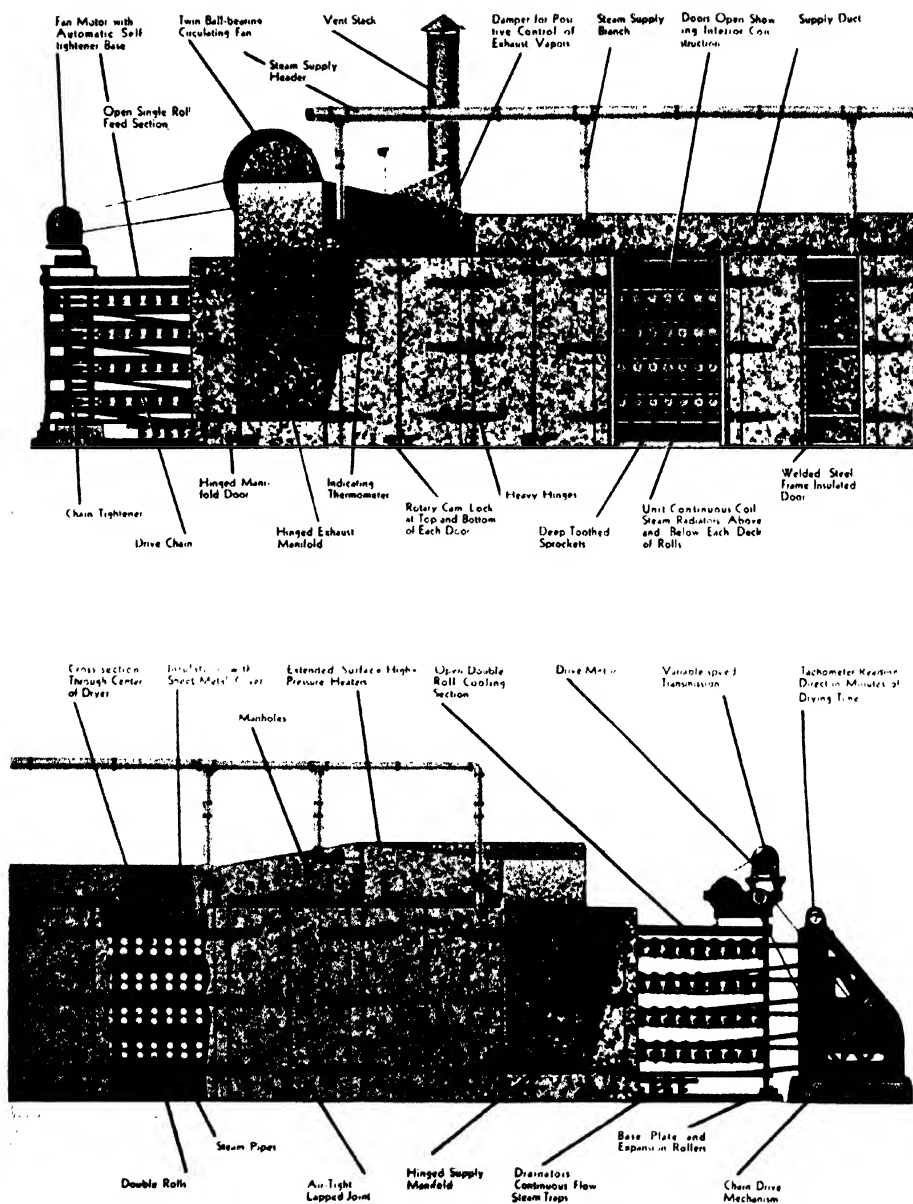 Fan Motor with
Automatic Self
tightener Base
Twin Ball-bearing
Circulating Fan
Vent Stack
Damper for Posi
tive Control of
Exhaust Vapors
Steam Supply
Branch
Doors Open Show
ing Interior Con
struction
Supply Duct
Steam Supply
Header
Open Single Roll
Feed Section
Hinged Mani-
fold Door
Indicating
Thermometer
Heavy Hinges
Welded Steel
Frame Insulated
Door
Chain Tightener
Rotary Cam Lock
at Top and Bottom
of Each Door
Unit Continuous Coil
Steam Radiators Above
and Below Each Deck
of Rolls
Drive Chain
Hinged Exhaust
Manifold
Deep Toothed
Sprockets
Cross-section
Through Center
of Dryer
Insulation with
Sheet Metal Cover
Extended Surface High-
Pressure Heaters
Open Double
Roll Cooling
Section
Drive Motor
Variable speed
Transmission
Tachometer Reading
Direct in Minutes of
Drying Time
Manholes
Steam Pipes
Base Plate and
Expansion Rollers
Double Rolls
Air-Tight
Lapped Joint
Hinged Supply
Manifold
Drainators
Continuous Flow
Steam Traps
Chain Drive
Mechanism